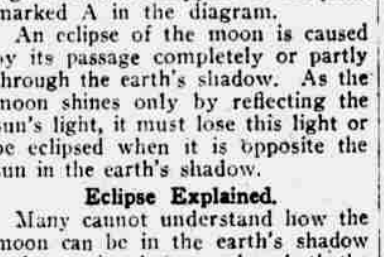 marked A in the diagram.
An eclipse of the moon is caused
by its passage completely or partly
through the earth's shadow. As the
moon shines only by reflecting the
sun's light, it must lose this light or
be eclipsed when it is opposite the
sun in the earth's shadow.
Eclipse Explained.
Many cannot understand how the
moon can be in the earth's shadow